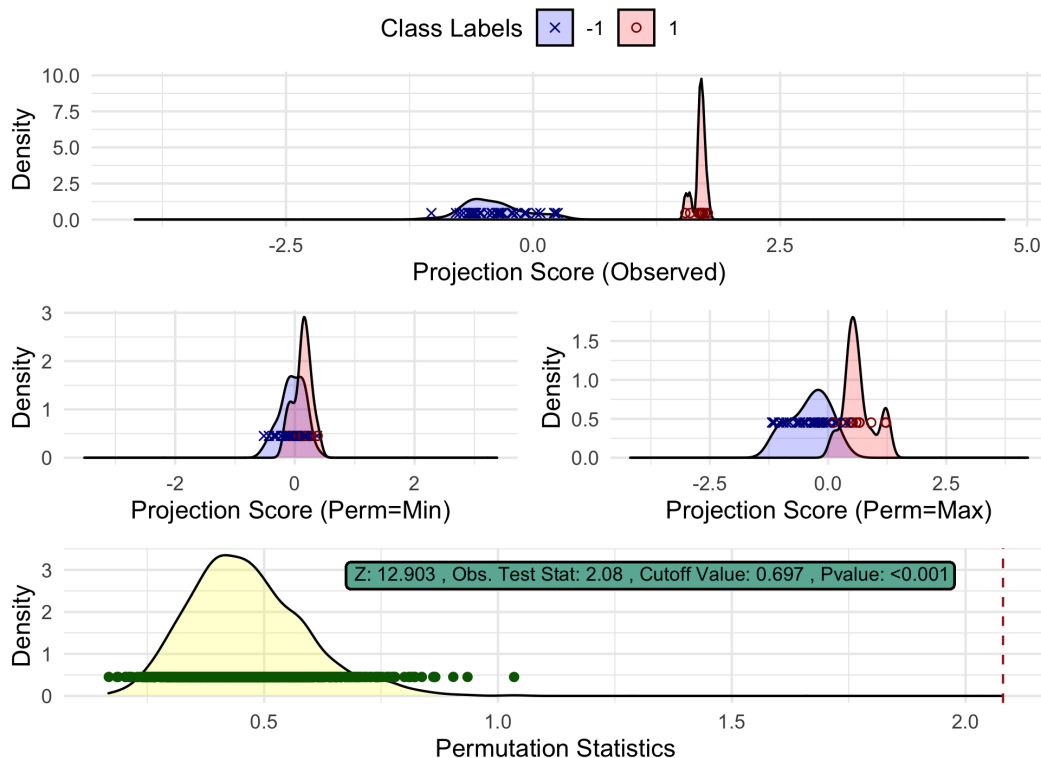 Class Labels -1 1
Density
10.0
7.5
5.0
2.5
0.0
-2.5 0.0 2.5 5.0
Projection Score (Observed)
Density
3
2
1
0
-2 0 2
Projection Score (Perm=Min)
Density
1.5
1.0
0.5
0.0
-2.5 0.0 2.5
Projection Score (Perm=Max)
Density
3
2
1
0
Z: 12.903 , Obs. Test Stat: 2.08 , Cutoff Value: 0.697 , Pvalue: <0.001
0.5 1.0 1.5 2.0
Permutation Statistics